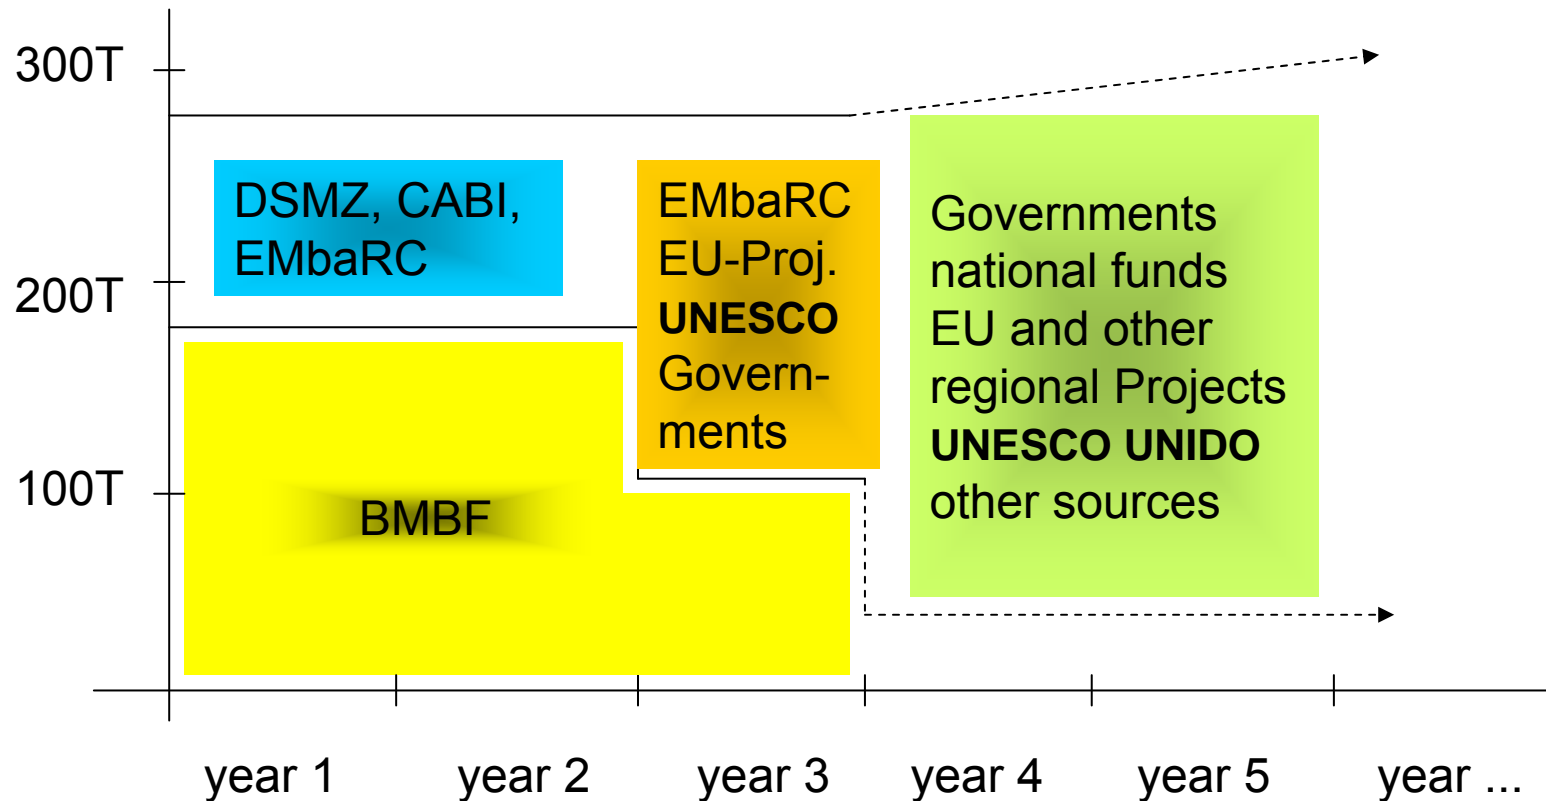 300T
200T
100T
DSMZ, CABI,
EMbaRC
BMBF
EMbaRC
EU-Proj.
UNESCO
Govern-
ments
Governments
national funds
EU and other
regional Projects
UNESCO UNIDO
other sources
year 1
year 2
year 3
year 4
year 5
year ...